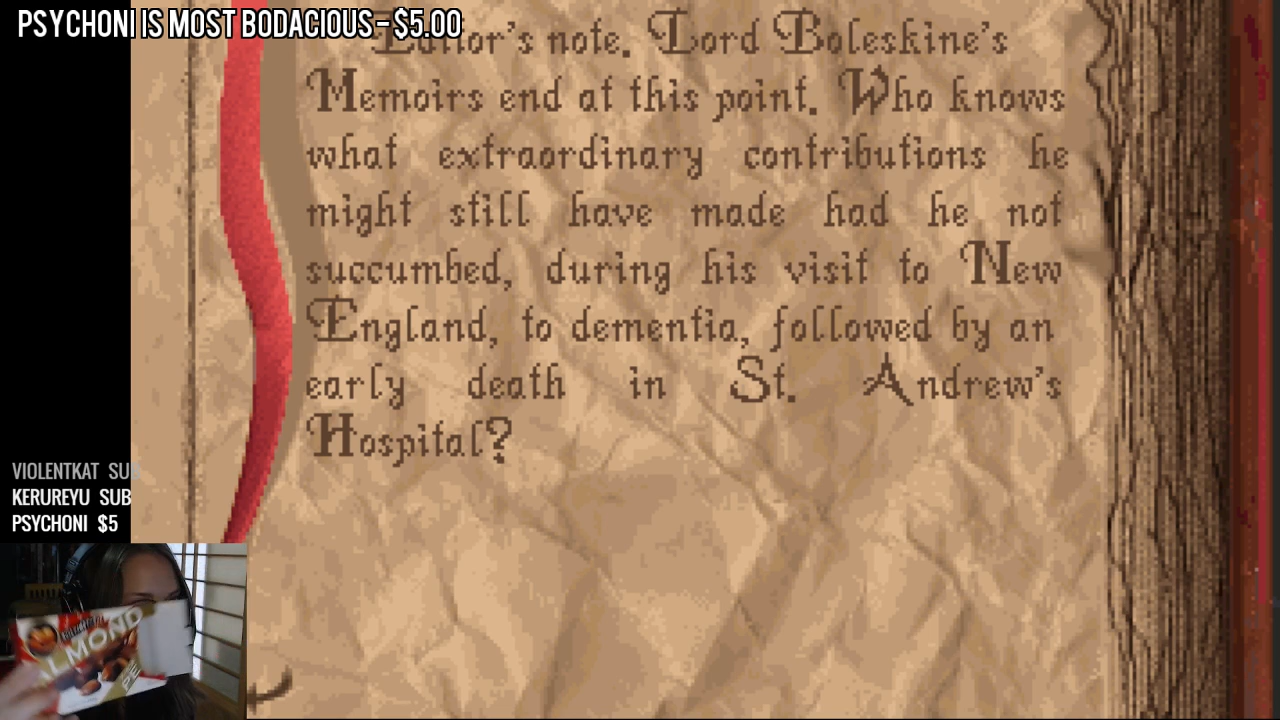 PSYCHONI IS MOST BODACIOUS - $5.00
Editor's note. Lord Boleskine's
Memoirs end at this point. Who knows
what extraordinary contributions he
might still have made had he not
succumbed, during his visit to New
England, to dementia, followed by an
early death in St. Andrew's
Hospital?
VIOLENTKAT SU
KERUREYU SUB
PSYCHONI $5
ALMOND